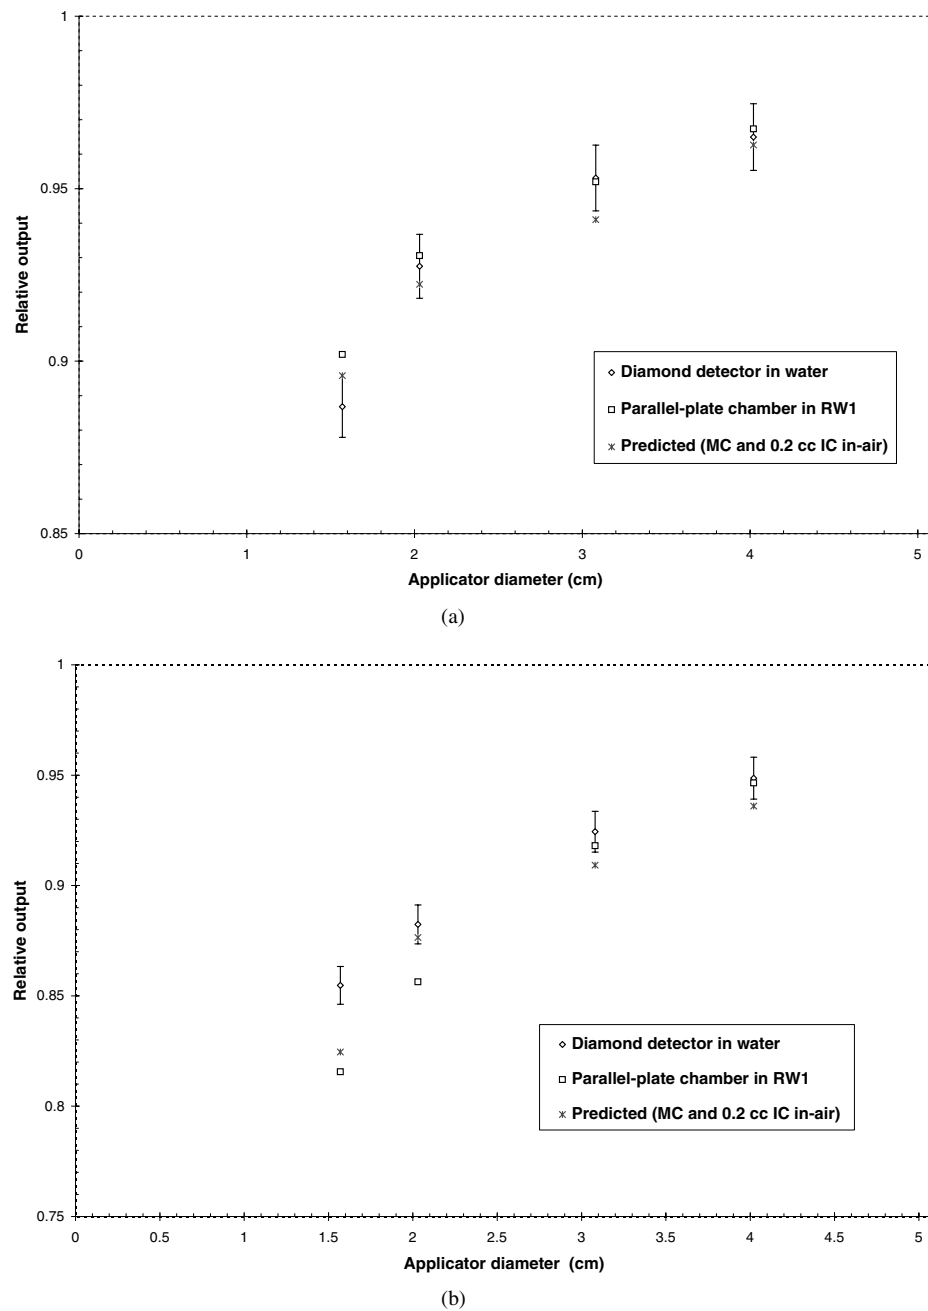 1
0.95
Relative output
0.9
Diamond detector in water
Parallel-plate chamber in RW1
Predicted (MC and 0.2 cc IC in-air)
0.85
0 1 2 3 4 5
Applicator diameter (cm)
(a)
1
0.95
0.9
Relative output
0.85
Diamond detector in water
Parallel-plate chamber in RW1
0.8
Predicted (MC and 0.2 cc IC in-air)
0.75
0 0.5 1 1.5 2 2.5 3 3.5 4 4.5 5
Applicator diameter (cm)
(b)